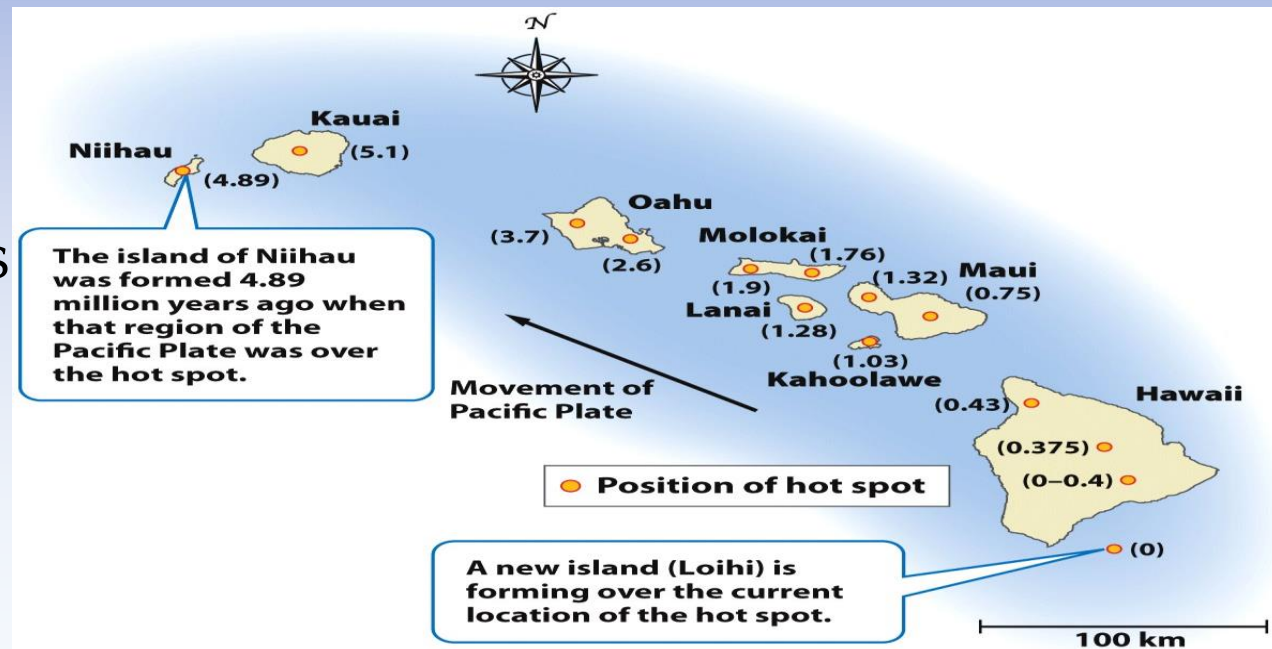 N
Kauai
(5.1)
Niihau
(4.89)
Oahu
(3.7)
(2.6)
Molokai
(1.76)
(1.9)
(1.32)
Maui
(0.75)
Lanai
(1.28)
(1.03)
Kahoolawe
s
The island of Niihau
was formed 4.89
million years ago when
that region of the
Pacific Plate was over
the hot spot.
Movement of
Pacific Plate
Hawaii
(0.43)
(0.375)
(0–0.4)
Position of hot spot
(0)
A new island (Loihi) is
forming over the current
location of the hot spot.
100 km